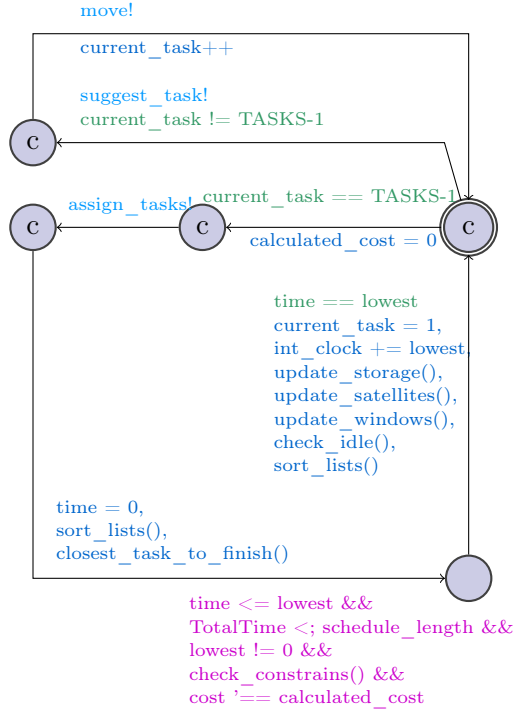 move!
current_task++
suggest_task!
current_task != TASKS-1
c
assign_tasks!
current_task == TASKS-1
c
c
c
calculated_cost = 0
time == lowest
current_task = 1,
int_clock += lowest,
update_storage(),
update_satellites(),
update_windows(),
check_idle(),
sort_lists()
time = 0,
sort_lists(),
closest_task_to_finish()
time <= lowest &&
TotalTime <; schedule_length &&
lowest != 0 &&
check_constrains() &&
cost '== calculated_cost